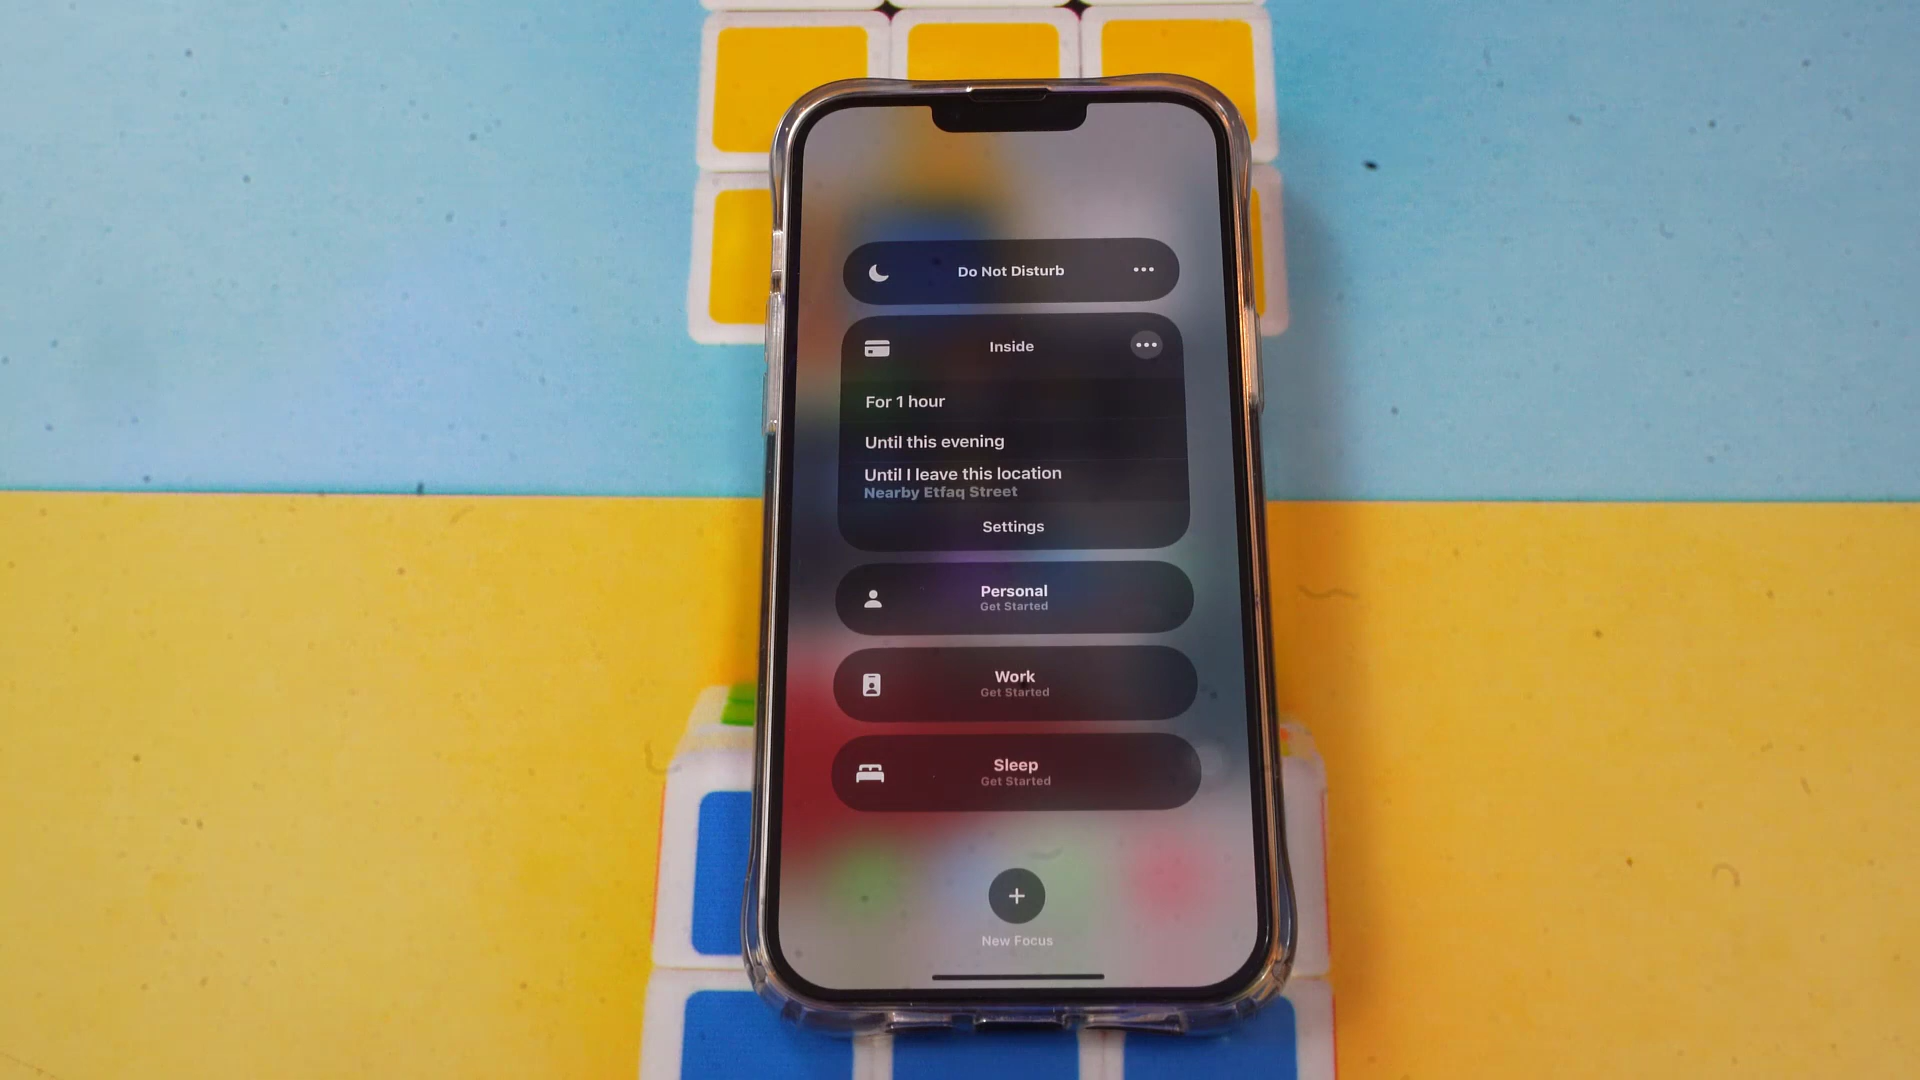 Do Not Disturb
Inside
For 1 hour
Until this evening
Until I leave this location
Nearby Etfaq Street
Settings
Personal
Get Started
Work
Get Started
Sleep
Get Started
New Focus